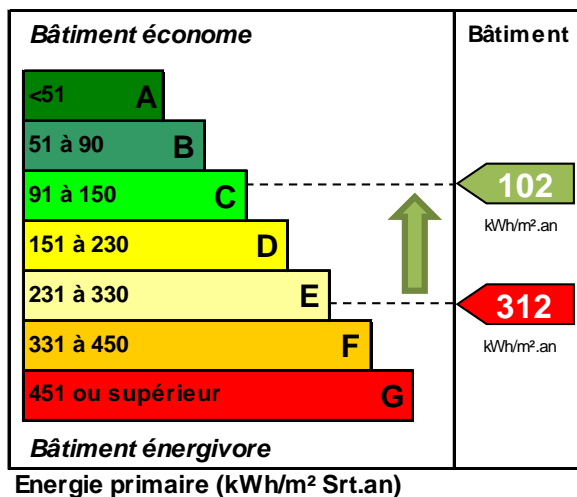 Bâtiment économe
Bâtiment
<51 A
51 à 90 B
91 à 150 C
102
kWh/m².an
151 à 230 D
231 à 330 E
312
kWh/m².an
331 à 450 F
451 ou supérieur G
Bâtiment énergivore
Energie primaire (kWh/m² Srt.an)